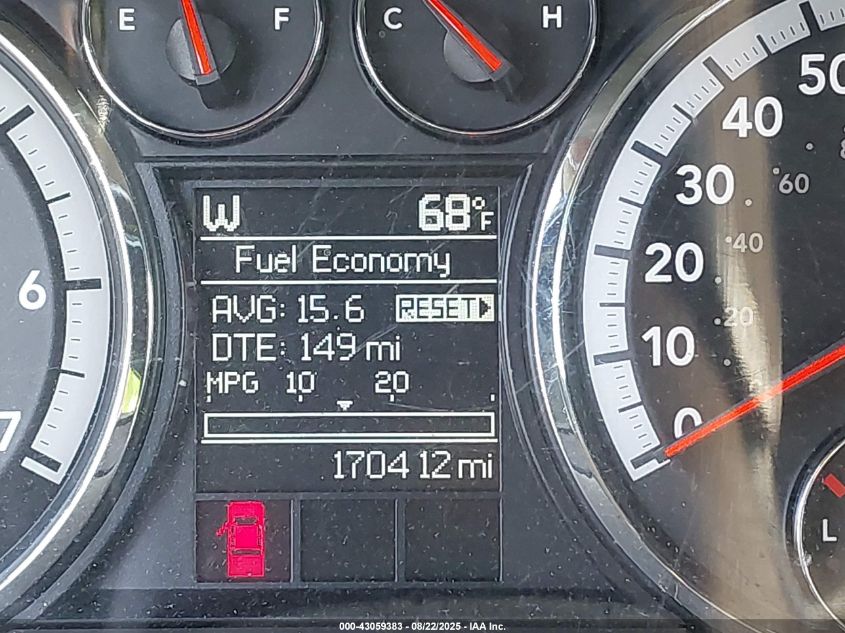 E F
C H
50
40
30
60
20
40
10
20
0
6
7
W 68°F
Fuel Economy
AVG: 15.6 RESET
DTE: 149 mi
MPG 10 20
170412 mi
L
000-43059383 - 08/22/2025 - IAA Inc.